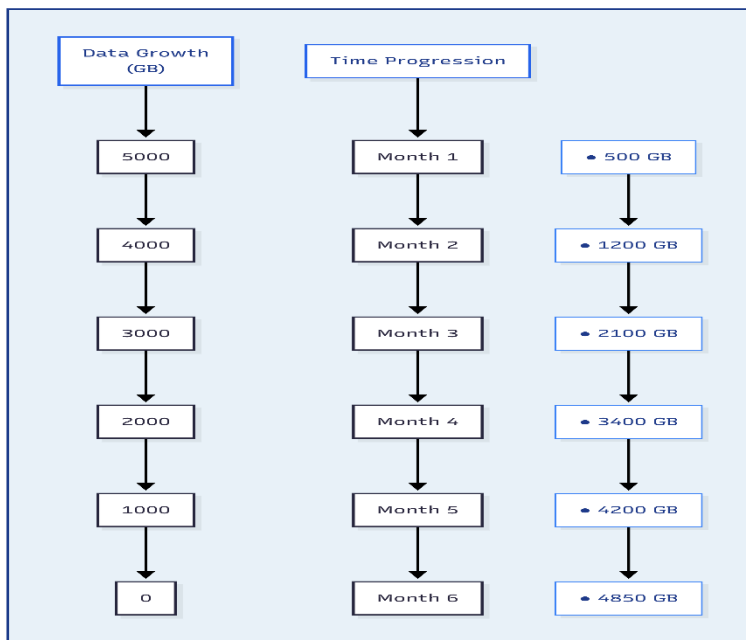 Data Growth
(GB)
Time Progression
5000
Month 1
• 500 GB
4000
Month 2
• 1200 GB
3000
Month 3
• 2100 GB
2000
Month 4
• 3400 GB
1000
Month 5
• 4200 GB
0
Month 6
• 4850 GB